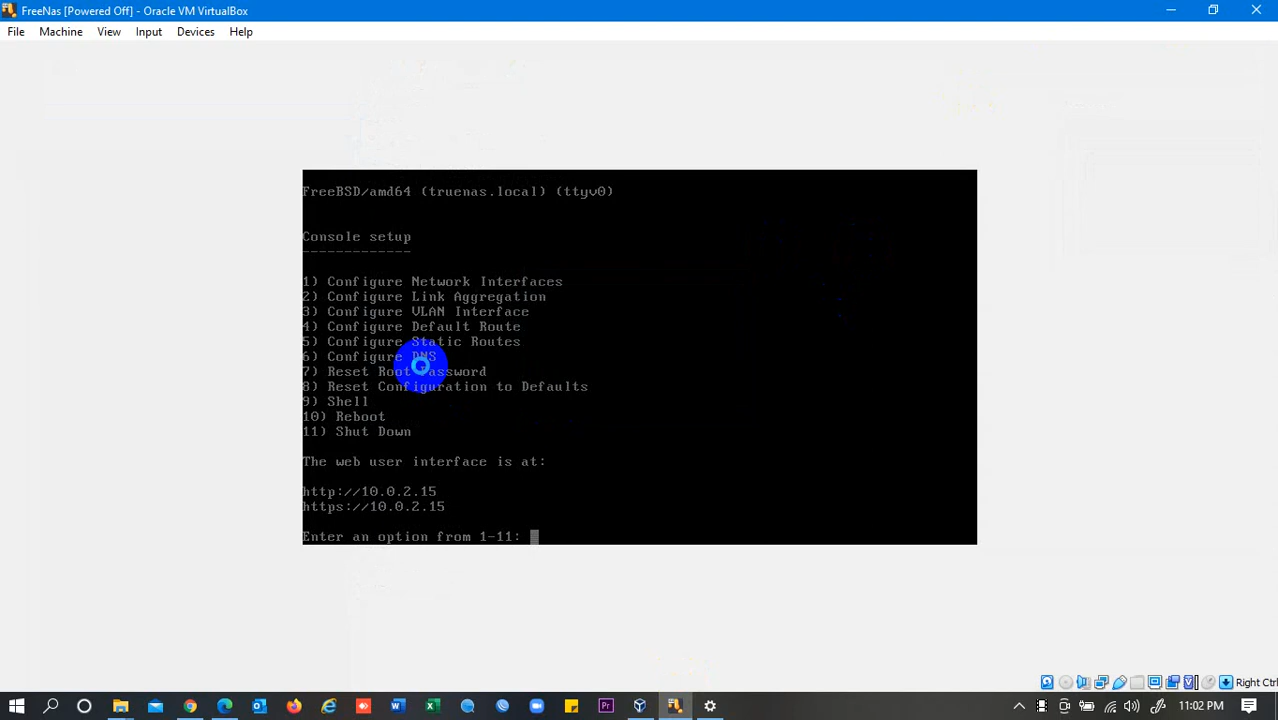 FreeNas [Powered Off] - Oracle VM VirtualBox
File Machine View Input Devices Help
FreeBSD/amd64 (truenas.local) (ttyv0)
Console setup
-------------
1) Configure Network Interfaces
2) Configure Link Aggregation
3) Configure VLAN Interface
4) Configure Default Route
5) Configure Static Routes
6) Configure DNS
7) Reset Root Password
8) Reset Configuration to Defaults
9) Shell
10) Reboot
11) Shut Down
The web user interface is at:
http://10.0.2.15
https://10.0.2.15
Enter an option from 1-11:
Right Ctrl
Pr
11:02 PM